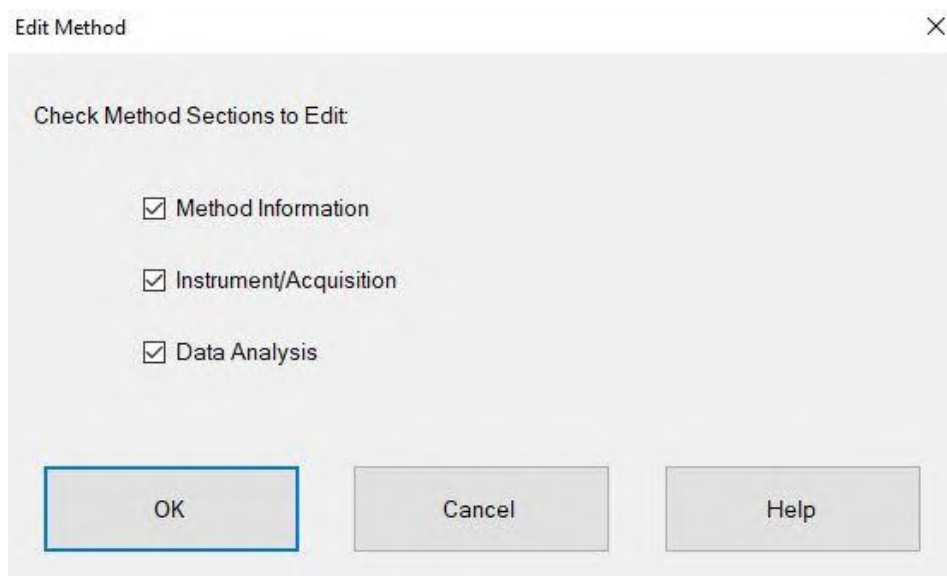 Edit Method
Check Method Sections to Edit:
Method Information
Instrument/Acquisition
Data Analysis
OK
Cancel
Help